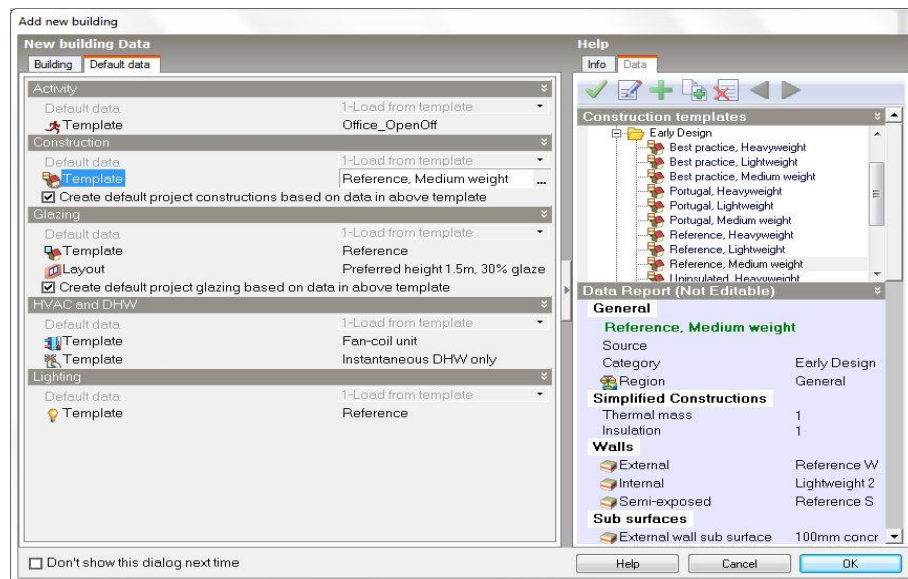 Add new building
New building Data
Building Default data
Activity
Default data 1-Load from template
Template Office_OpenOff
Construction
Default data 1-Load from template
Template Reference, Medium weight ...
Create default project constructions based on data in above template
Glazing
Default data 1-Load from template
Template Reference
Layout Preferred height 1.5m, 30% glaze
Create default project glazing based on data in above template
HVAC and DHW
Default data 1-Load from template
Template Fan-coil unit
Template Instantaneous DHW only
Lighting
Default data 1-Load from template
Template Reference
Don't show this dialog next time
Help
Info Data
Construction templates
Early Design
Best practice, Heavyweight
Best practice, Lightweight
Best practice, Medium weight
Portugal, Heavyweight
Portugal, Lightweight
Portugal, Medium weight
Reference, Heavyweight
Reference, Lightweight
Reference, Medium weight
Uninsulated, Heavyweight
Data Report (Not Editable)
General
Reference, Medium weight
Source
Category Early Design
Region General
Simplified Constructions
Thermal mass 1
Insulation 1
Walls
External Reference W
Internal Lightweight 2
Semi-exposed Reference S
Sub surfaces
External wall sub surface 100mm concr
Help Cancel OK